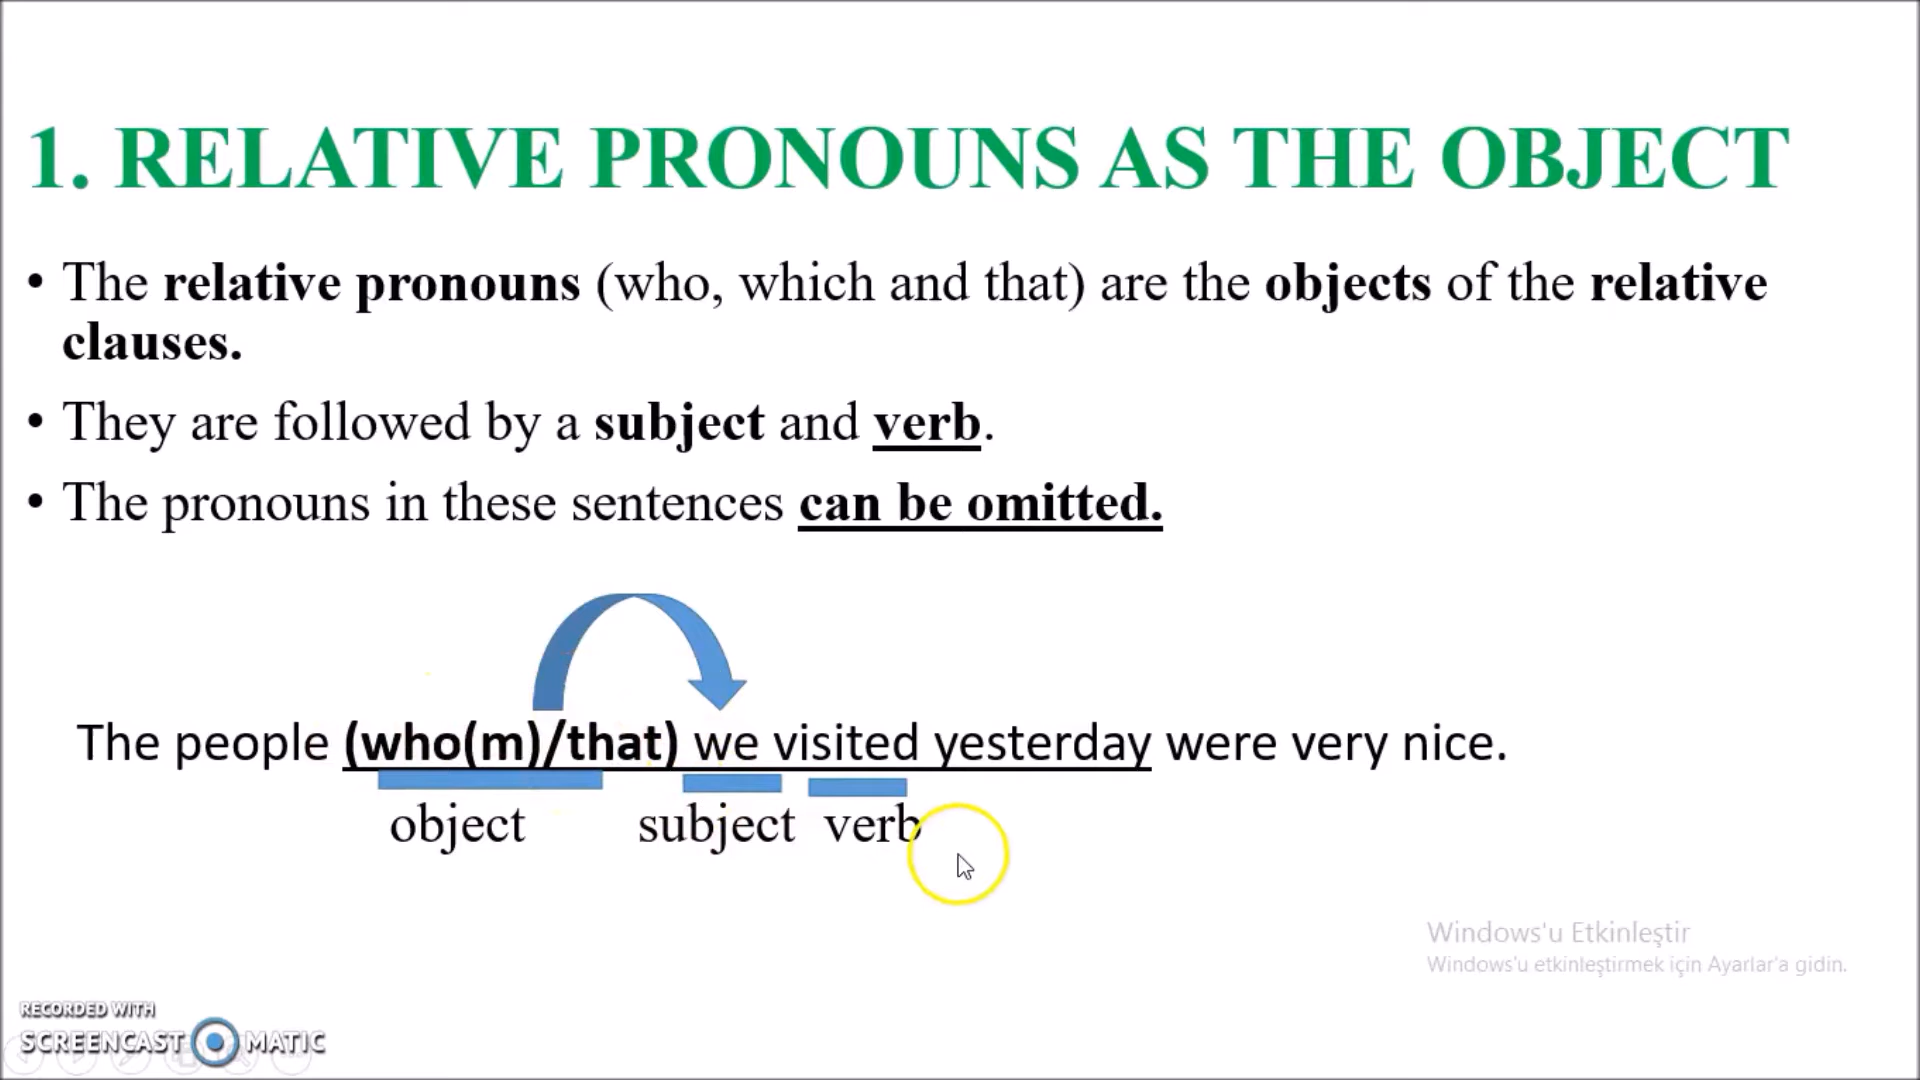 1. RELATIVE PRONOUNS AS THE OBJECT
• The relative pronouns (who, which and that) are the objects of the relative
clauses.
• They are followed by a subject and verb.
• The pronouns in these sentences can be omitted.
The people (who(m)/that) we visited yesterday were very nice.
object subject verb
Windows'u Etkinleştir
Windows'u etkinleştirmek için Ayarlar'a gidin.
RECORDED WITH
SCREENCAST MATIC